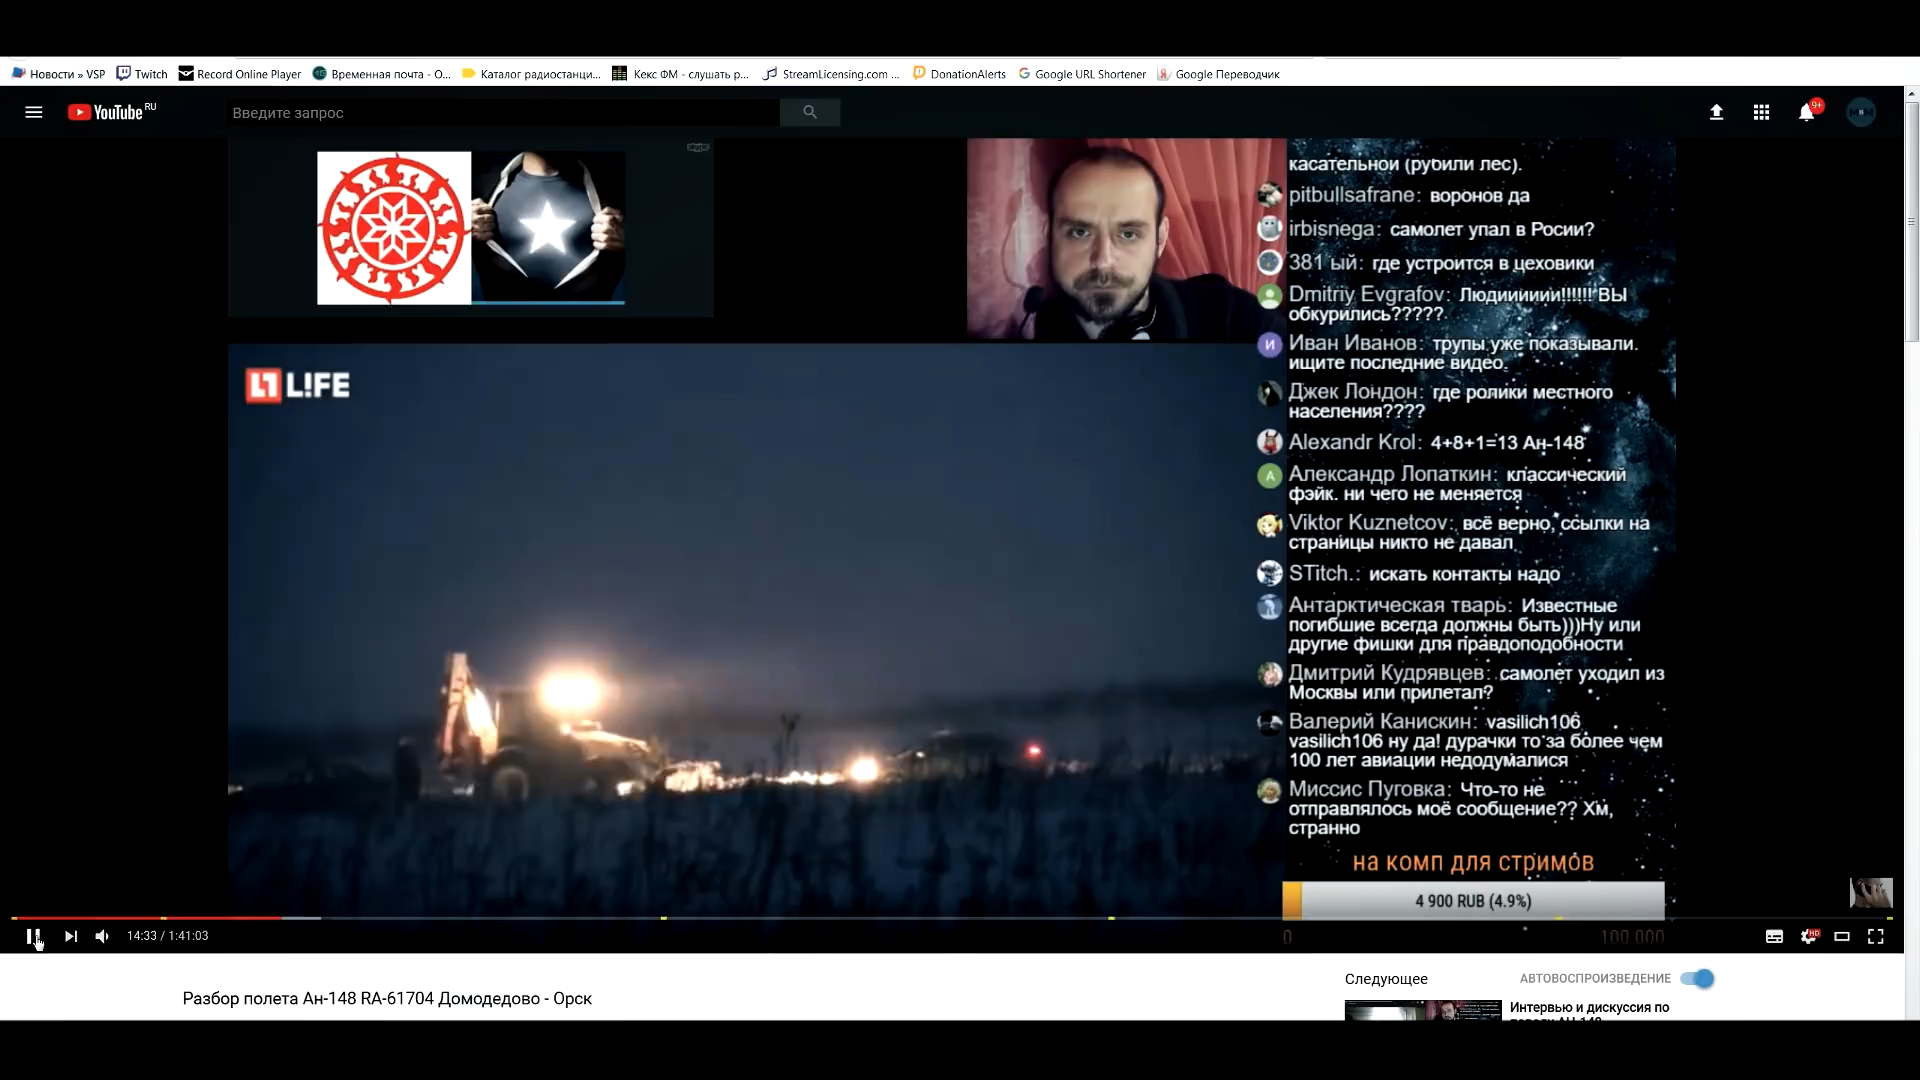 Новости » VSP
Twitch
Record Online Player
Временная почта - О...
Каталог радиостанци...
Кекс ФМ - слушать р...
StreamLicensing.com ...
DonationAlerts
Google URL Shortener
Google Переводчик
YouTube RU
Введите запрос
9+
касательной (рубили лес).
pitbullsafrane: воронов да
irbisnega: самолет упал в Росии?
381 ый: где устроится в цеховики
Dmitriy Evgrafov: Людииииии!!!!!! ВЫ
обкурились?????
Иван Иванов: трупы уже показывали.
ищите последние видео.
Джек Лондон: где ролики местного
населения????
Alexandr Krol: 4+8+1=13 Ан-148
Александр Лопаткин: классический
фэйк. ни чего не меняется
Viktor Kuznetcov: всё верно, ссылки на
страницы никто не давал
STitch.: искать контакты надо
Антарктическая тварь: Известные
погибшие всегда должны быть)))Ну или
другие фишки для правдоподобности
Дмитрий Кудрявцев: самолет уходил из
Москвы или прилетал?
Валерий Канискин: vasilich106
vasilich106 ну да! дурачки то за более чем
100 лет авиации недодумалися
Миссис Пуговка: Что-то не
отправлялось моё сообщение?? Хм,
странно
на комп для стримов
4 900 RUB (4.9%)
0
100 000
L!FE
14:33 / 1:41:03
HD
Разбор полета Ан-148 RA-61704 Домодедово - Орск
Следующее
АВТОВОСПРОИЗВЕДЕНИЕ
Интервью и дискуссия по